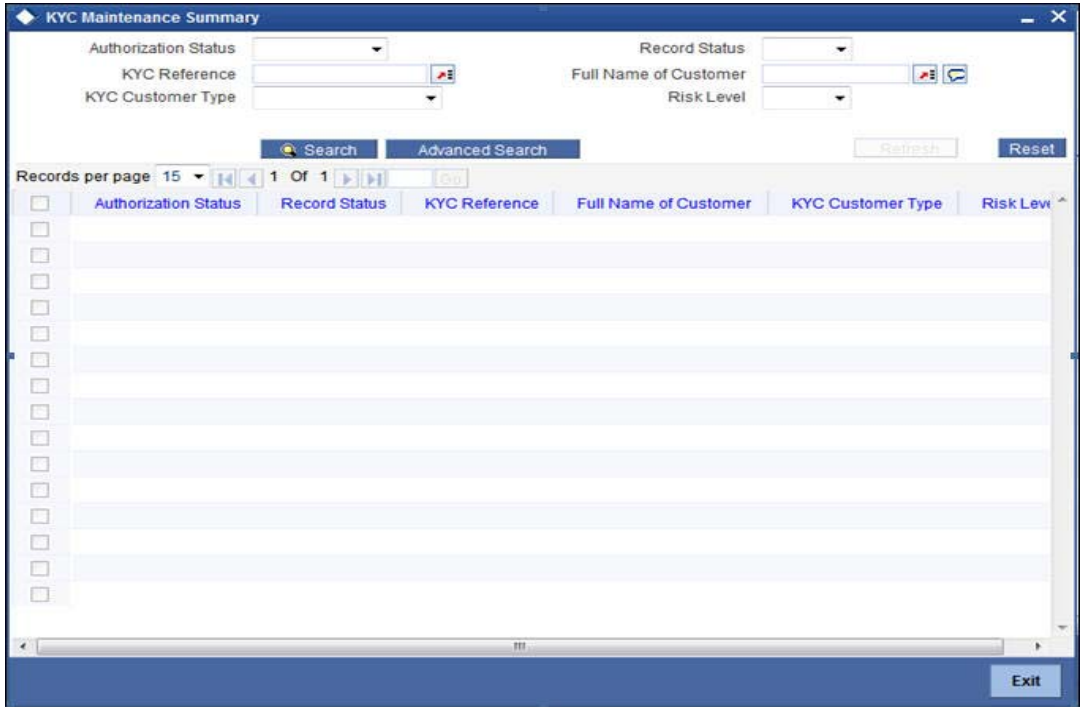 KYC Maintenance Summary
Authorization Status Record Status
KYC Reference Full Name of Customer
KYC Customer Type Risk Level
Search Advanced Search Refresh Reset
Records per page 15 1 Of 1 Go
Authorization Status Record Status KYC Reference Full Name of Customer KYC Customer Type Risk Leve
Exit